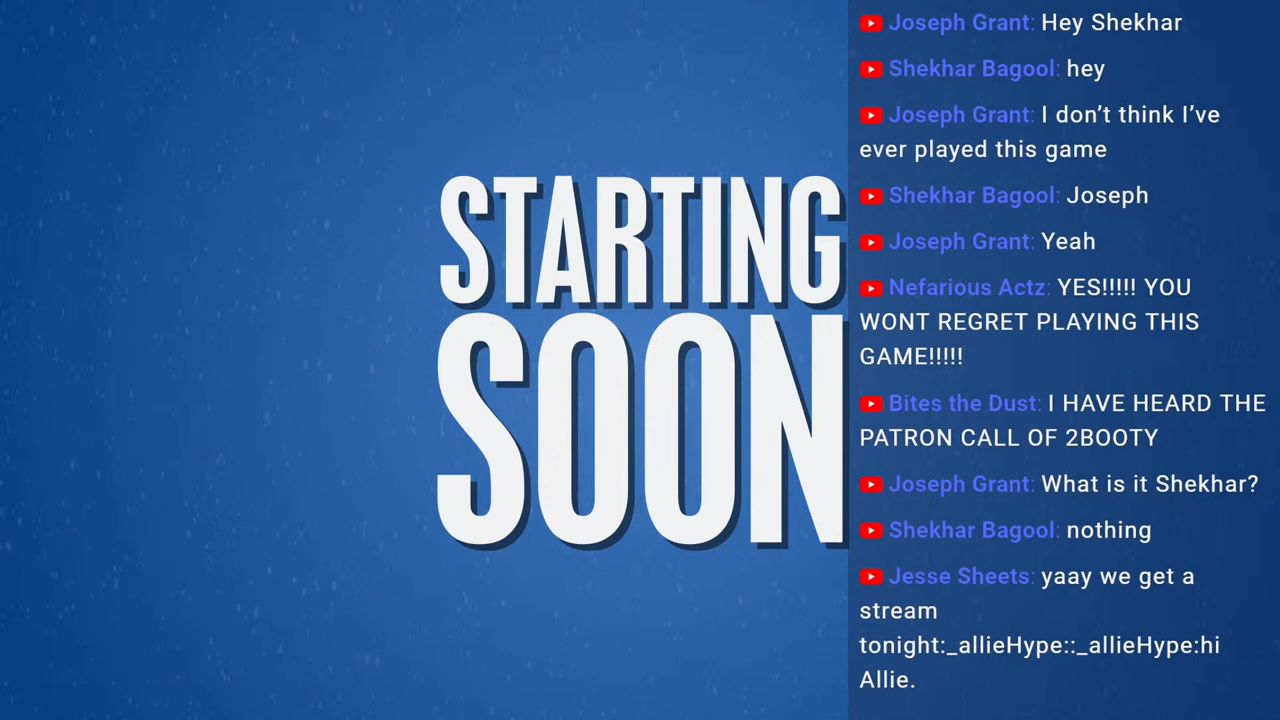 STARTING
SOON
Joseph Grant: Hey Shekhar
Shekhar Bagool: hey
Joseph Grant: I don’t think I’ve
ever played this game
Shekhar Bagool: Joseph
Joseph Grant: Yeah
Nefarious Actz: YES!!!!! YOU
WONT REGRET PLAYING THIS
GAME!!!!!
Bites the Dust: I HAVE HEARD THE
PATRON CALL OF 2BOOTY
Joseph Grant: What is it Shekhar?
Shekhar Bagool: nothing
Jesse Sheets: yaay we get a
stream
tonight:_allieHype::_allieHype:hi
Allie.